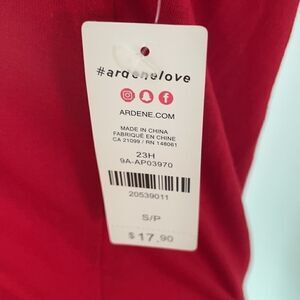 #ardenelove
ARDENE.COM
MADE IN CHINA
FABRIQUÉ EN CHINE
CA 21099 / RN 148061
23H
9A-AP03970
20539011
S/P
$ 17,90